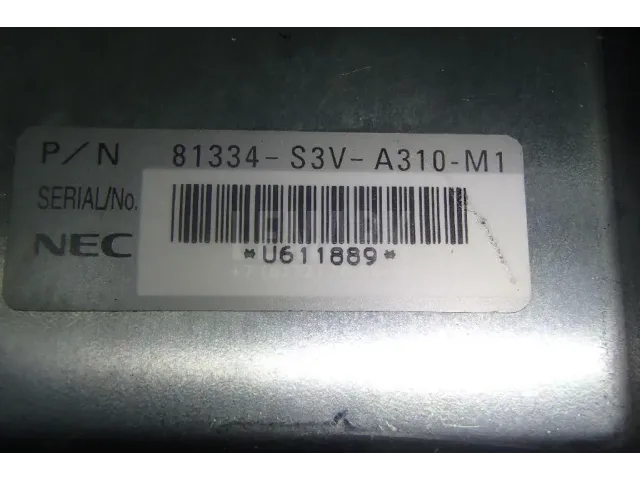 P/N 81334-S3V-A310-M1
SERIAL/No.
NEC *U611889*